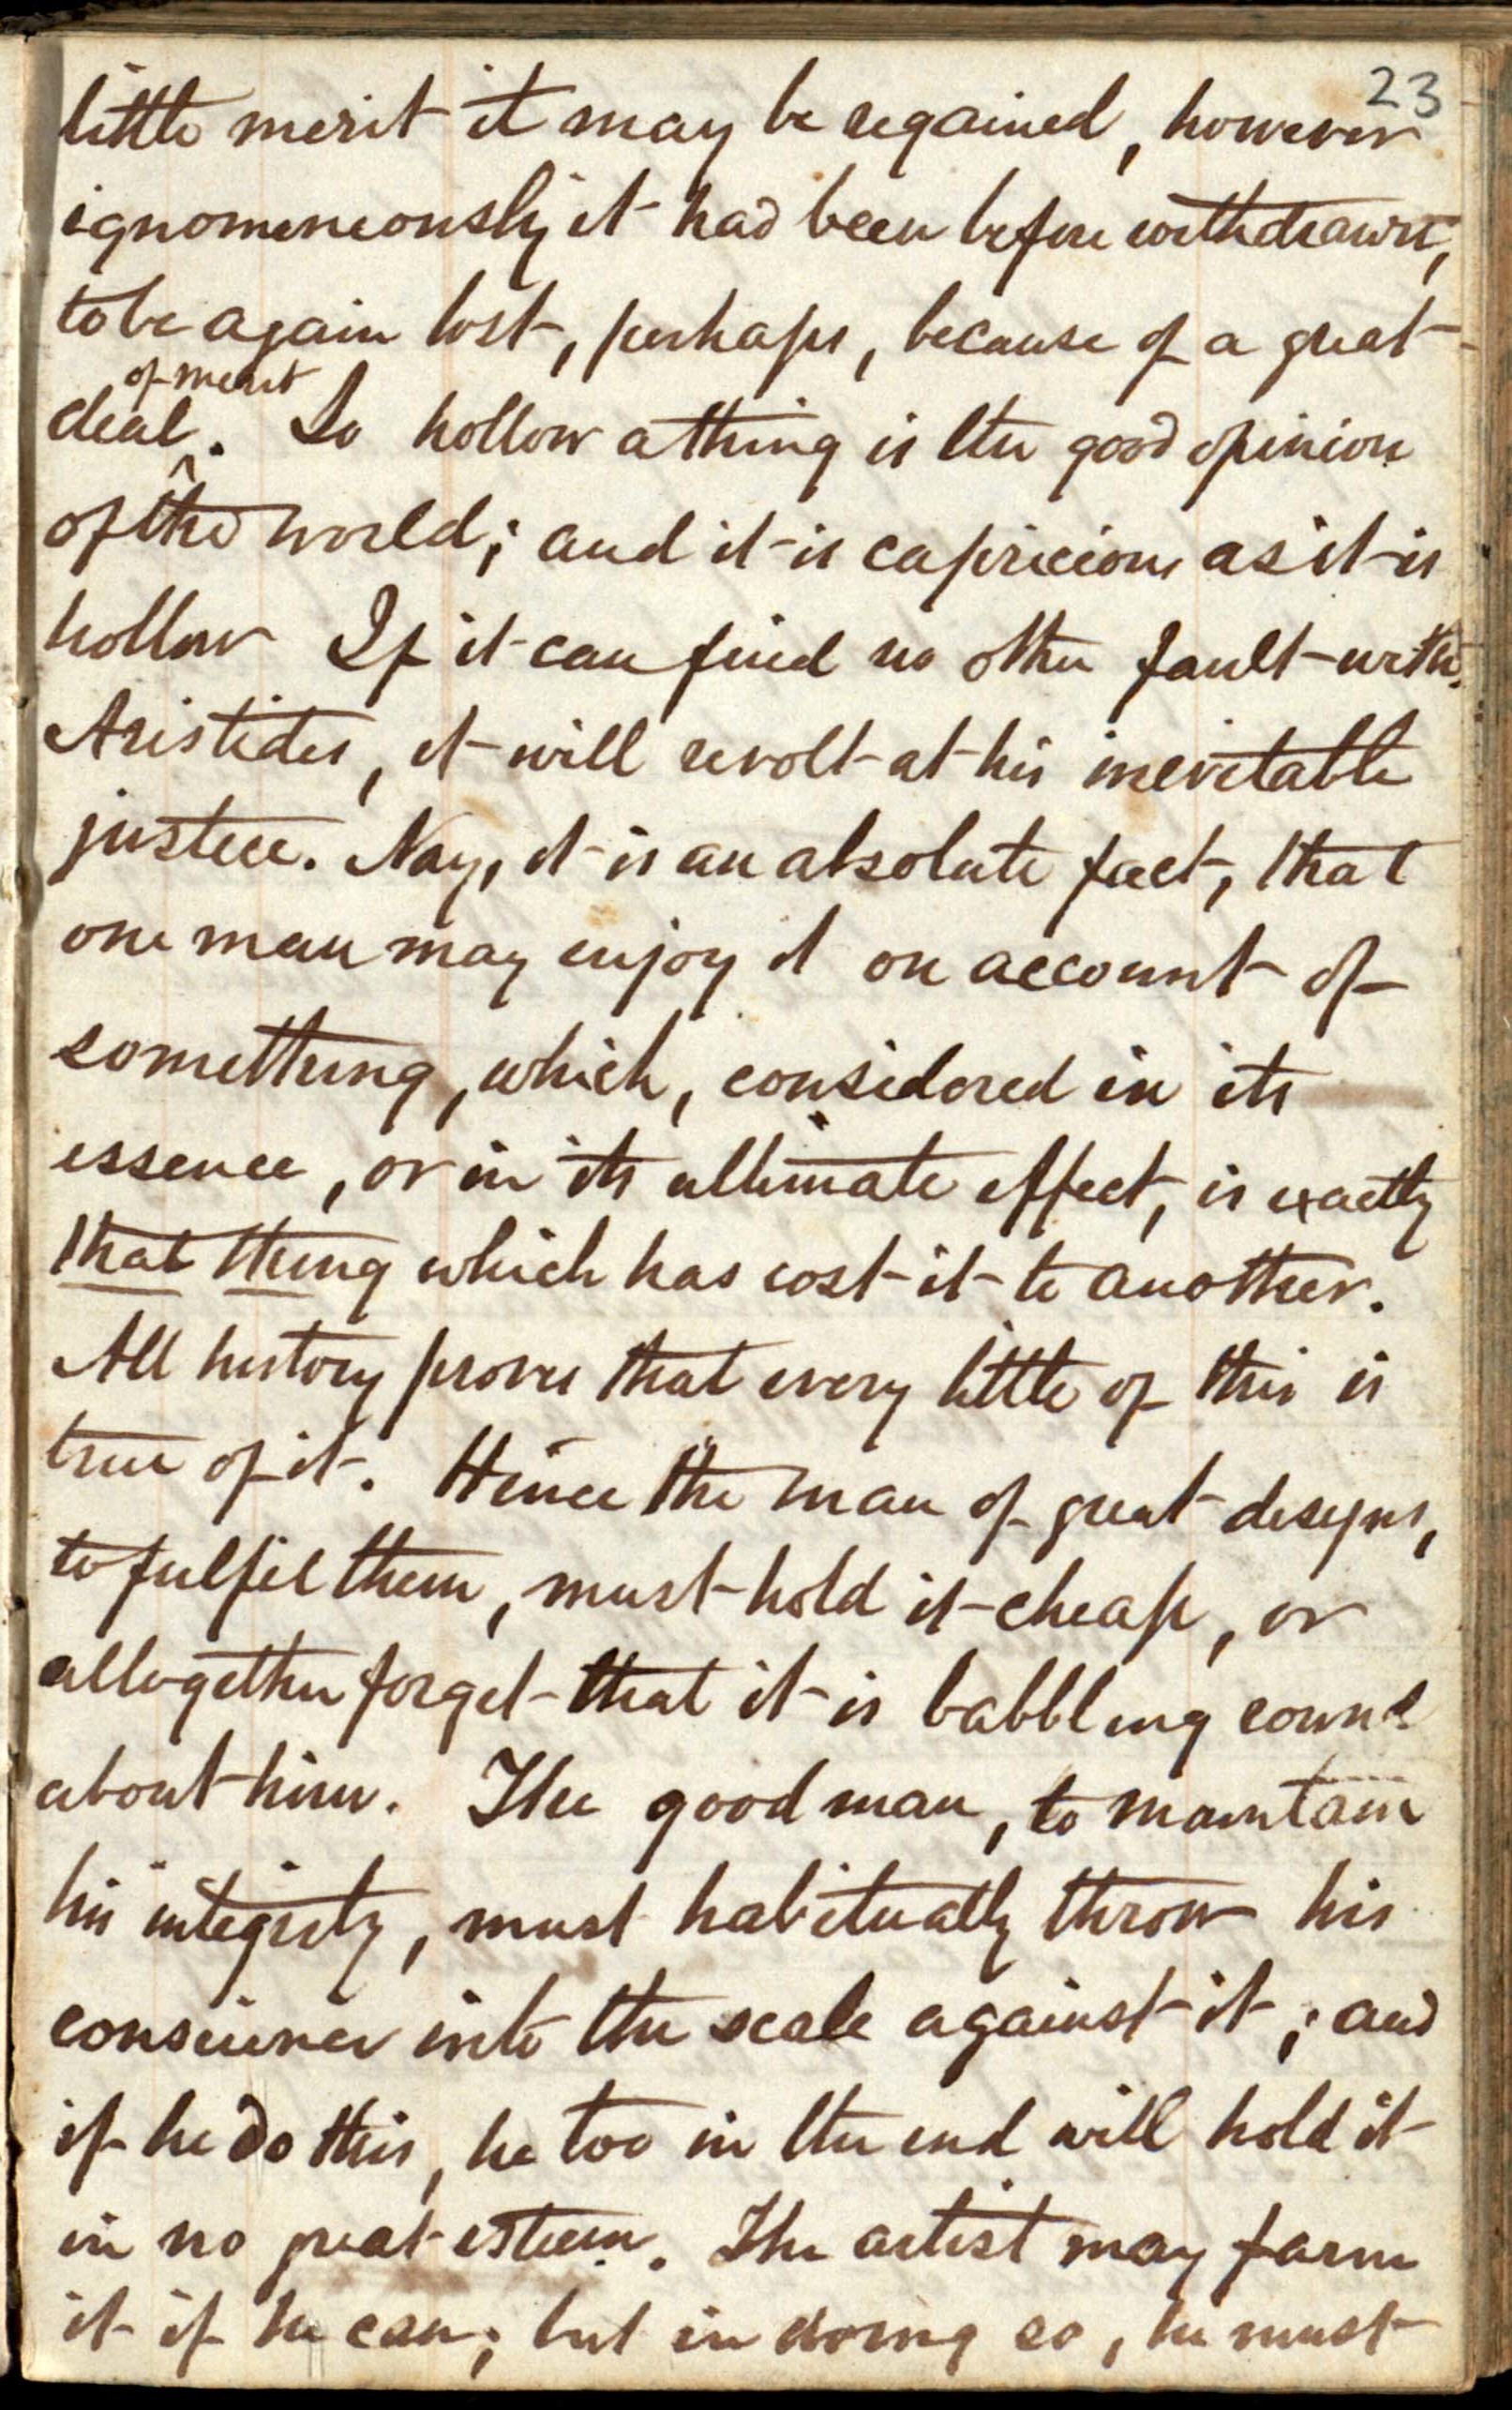 23
little merit it may be regained, however
ignomeneously it had been before withdrawn,
to be again lost, perhaps, because of a great
of merit
deal. So hollow a thing is the good opinion
of the world; and it is capricious as it is
hollow If it can find no other fault with
Aristides, it will revolt at his inevitable
justice. Nay, it is an absolute fact, that
one man may enjoy it on account of
something, which, considered in its
essence, or in its ultimate effect, is exactly
that thing which has cost it to another.
All history proves that every little of this is
true of it. Hence the man of great designs,
to fulfil them, must hold it cheap, or
altogether forget that it is babbling
about him. The good man, to maintain
his integrity, must habitually throw his
conscience into the scale against it; and
if he do this, he too in the end will hold it
in no great esteem. The artist may farm
it if he can; but in doing so, he must